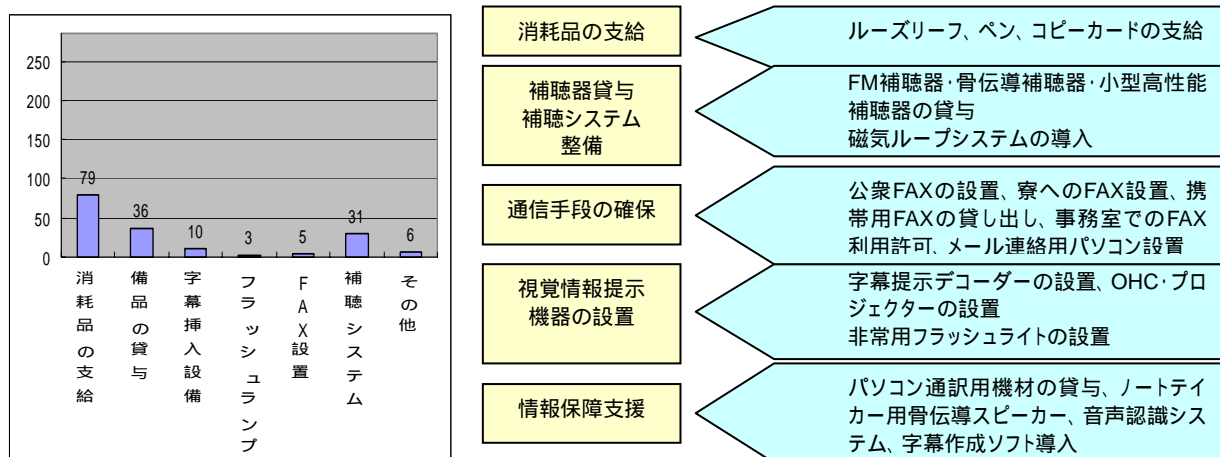 250
200
150
100
50
0
79
36
10
3
5
31
6
消耗品の支給
備品の貸与
字幕挿入設備
フラッシュランプ
FAX設置
補聴システム
その他
消耗品の支給
ルーズリーフ、ペン、コピーカードの支給
補聴器貸与
補聴システム
整備
FM補聴器・骨伝導補聴器・小型高性能
補聴器の貸与
磁気ループシステムの導入
通信手段の確保
公衆FAXの設置、寮へのFAX設置、携
帯用FAXの貸し出し、事務室でのFAX
利用許可、メール連絡用パソコン設置
視覚情報提示
機器の設置
字幕提示デコーダーの設置、OHC・プロ
ジェクターの設置
非常用フラッシュライトの設置
情報保障支援
パソコン通訳用機材の貸与、ノートテイ
カー用骨伝導スピーカー、音声認識シス
テム、字幕作成ソフト導入